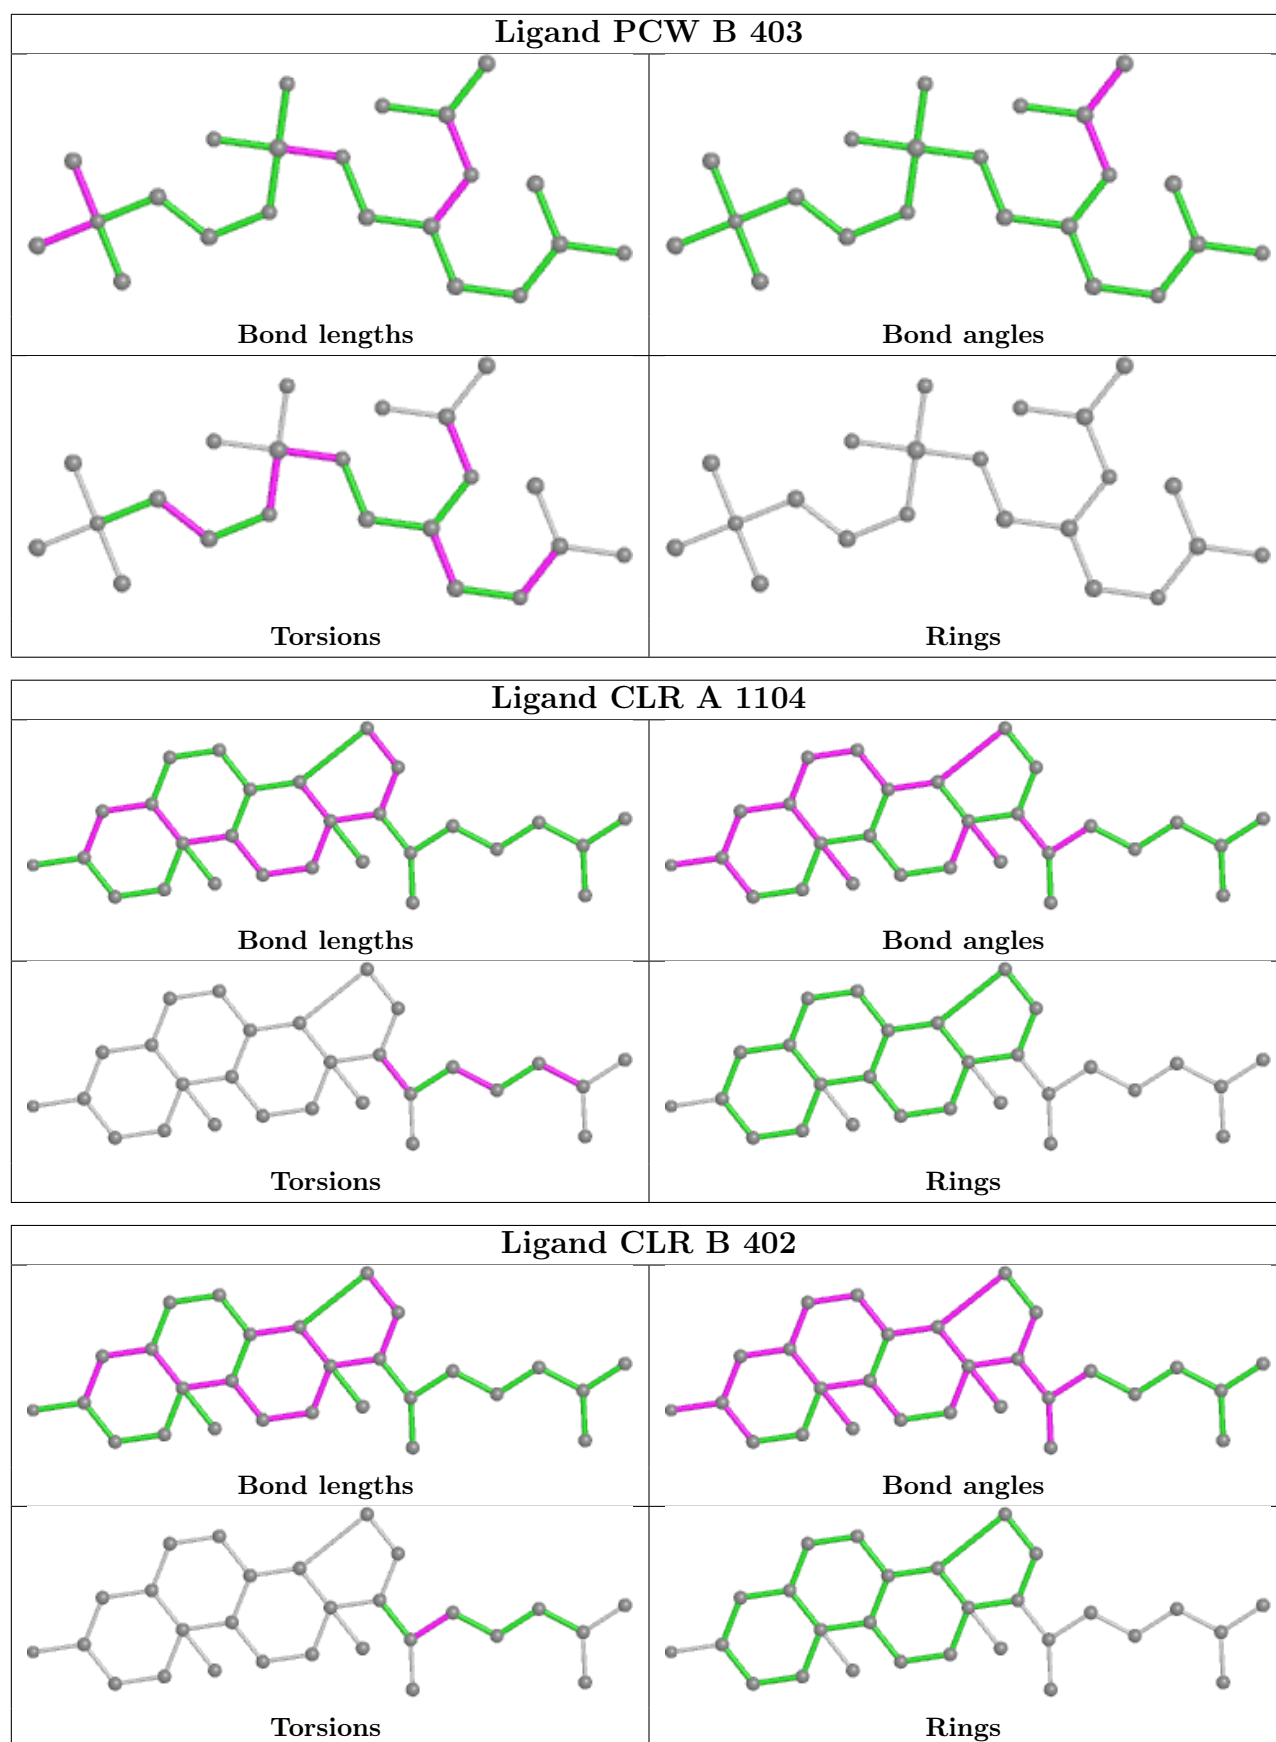 Ligand PCW B 403
Bond lengths
Bond angles
Torsions
Rings
Ligand CLR A 1104
Bond lengths
Bond angles
Torsions
Rings
Ligand CLR B 402
Bond lengths
Bond angles
Torsions
Rings